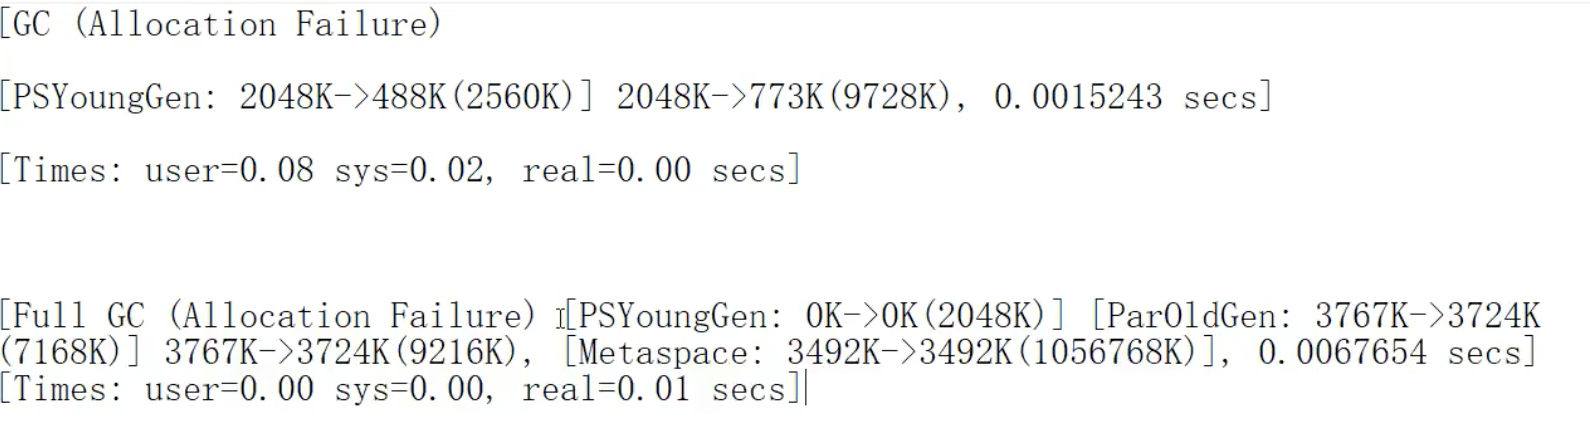 [GC (Allocation Failure)
[PSYoungGen: 2048K->488K(2560K)] 2048K->773K(9728K), 0.0015243 secs]
[Times: user=0.08 sys=0.02, real=0.00 secs]
[Full GC (Allocation Failure) [PSYoungGen: 0K->0K(2048K)] [ParOldGen: 3767K->3724K
(7168K)] 3767K->3724K(9216K), [Metaspace: 3492K->3492K(1056768K)], 0.0067654 secs]
[Times: user=0.00 sys=0.00, real=0.01 secs]